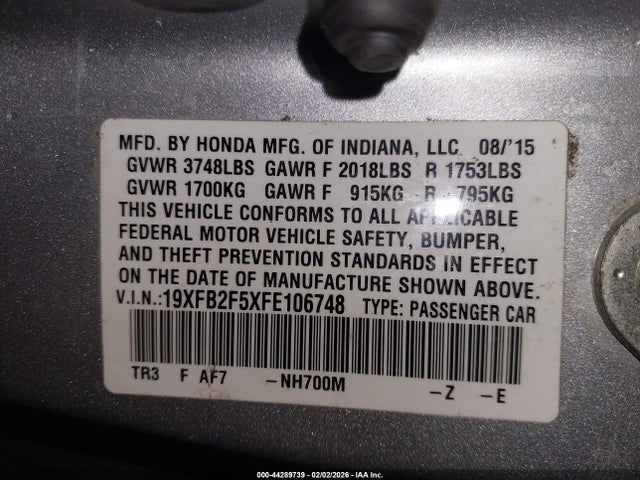 MFD. BY HONDA MFG. OF INDIANA, LLC 08/'15
GVWR 3748LBS GAWR F 2018LBS R 1753LBS
GVWR 1700KG GAWR F 915KG R 795KG
THIS VEHICLE CONFORMS TO ALL APPLICABLE
FEDERAL MOTOR VEHICLE SAFETY, BUMPER,
AND THEFT PREVENTION STANDARDS IN EFFECT
ON THE DATE OF MANUFACTURE SHOWN ABOVE.
V.I.N.:19XFB2F5XFE106748 TYPE: PASSENGER CAR
TR3 F AF7 -NH700M -Z -E
000-44289739 - 02/02/2026 - IAA Inc.